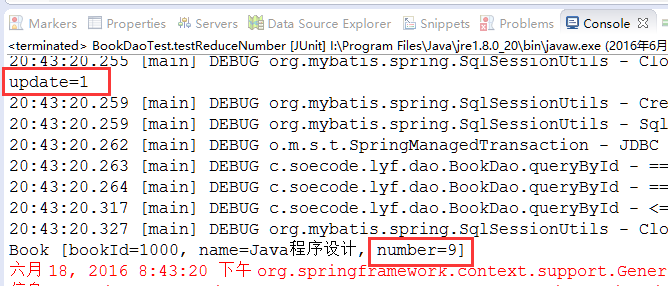 Markers Properties Servers Data Source Explorer Snippets Problems Console
<terminated> BookDaoTest.testReduceNumber [JUnit] I:\Program Files\Java\jre1.8.0_20\bin\javaw.exe (2016年6月
20:43:20.255 [main] DEBUG org.mybatis.spring.SqlSessionUtils - Clo
update=1
20:43:20.259 [main] DEBUG org.mybatis.spring.SqlSessionUtils - Cre
20:43:20.259 [main] DEBUG org.mybatis.spring.SqlSessionUtils - Sql
20:43:20.262 [main] DEBUG o.m.s.t.SpringManagedTransaction - JDBC
20:43:20.263 [main] DEBUG c.soecode.lyf.dao.BookDao.queryById - ==
20:43:20.264 [main] DEBUG c.soecode.lyf.dao.BookDao.queryById - ==
20:43:20.317 [main] DEBUG c.soecode.lyf.dao.BookDao.queryById - <=
20:43:20.327 [main] DEBUG org.mybatis.spring.SqlSessionUtils - Clo
Book [bookId=1000, name=Java程序设计, number=9]
六月 18, 2016 8:43:20 下午 org.springframework.context.support.Gener